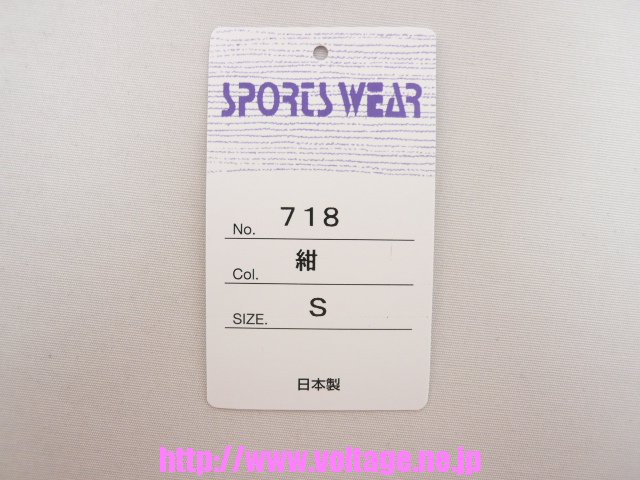 SPORTS WEAR
No. 718
Col. 紺
SIZE. S
日本製
http://www.voltage.ne.jp